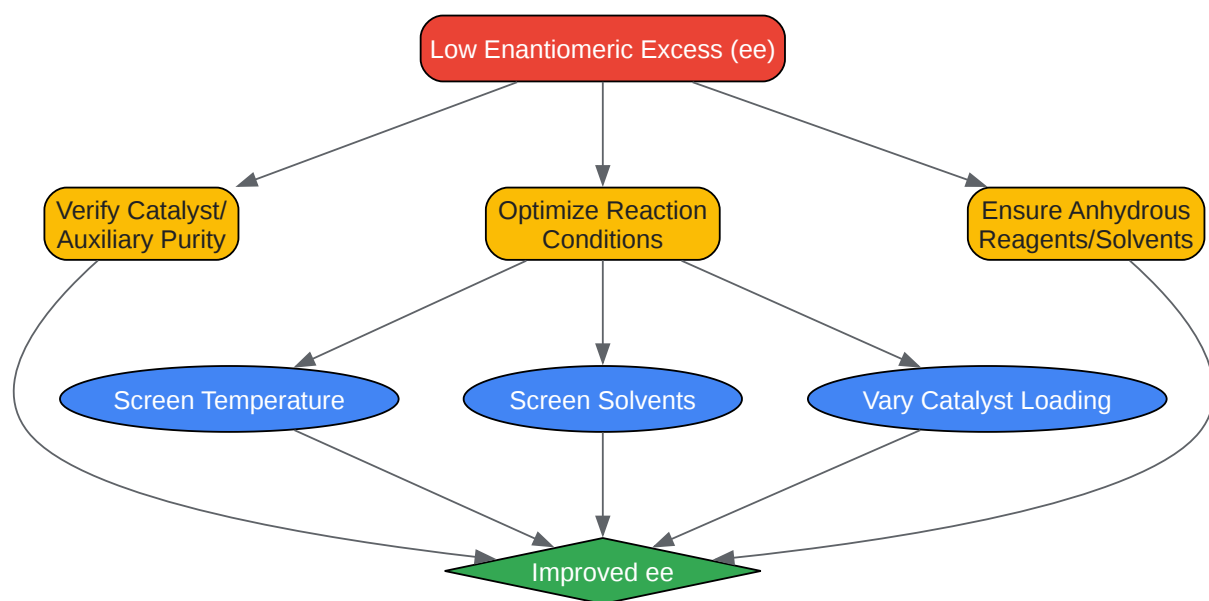 Low Enantiomeric Excess (ee)
Verify Catalyst/
Auxiliary Purity
Optimize Reaction
Conditions
Ensure Anhydrous
Reagents/Solvents
Screen Temperature
Screen Solvents
Vary Catalyst Loading
Improved ee